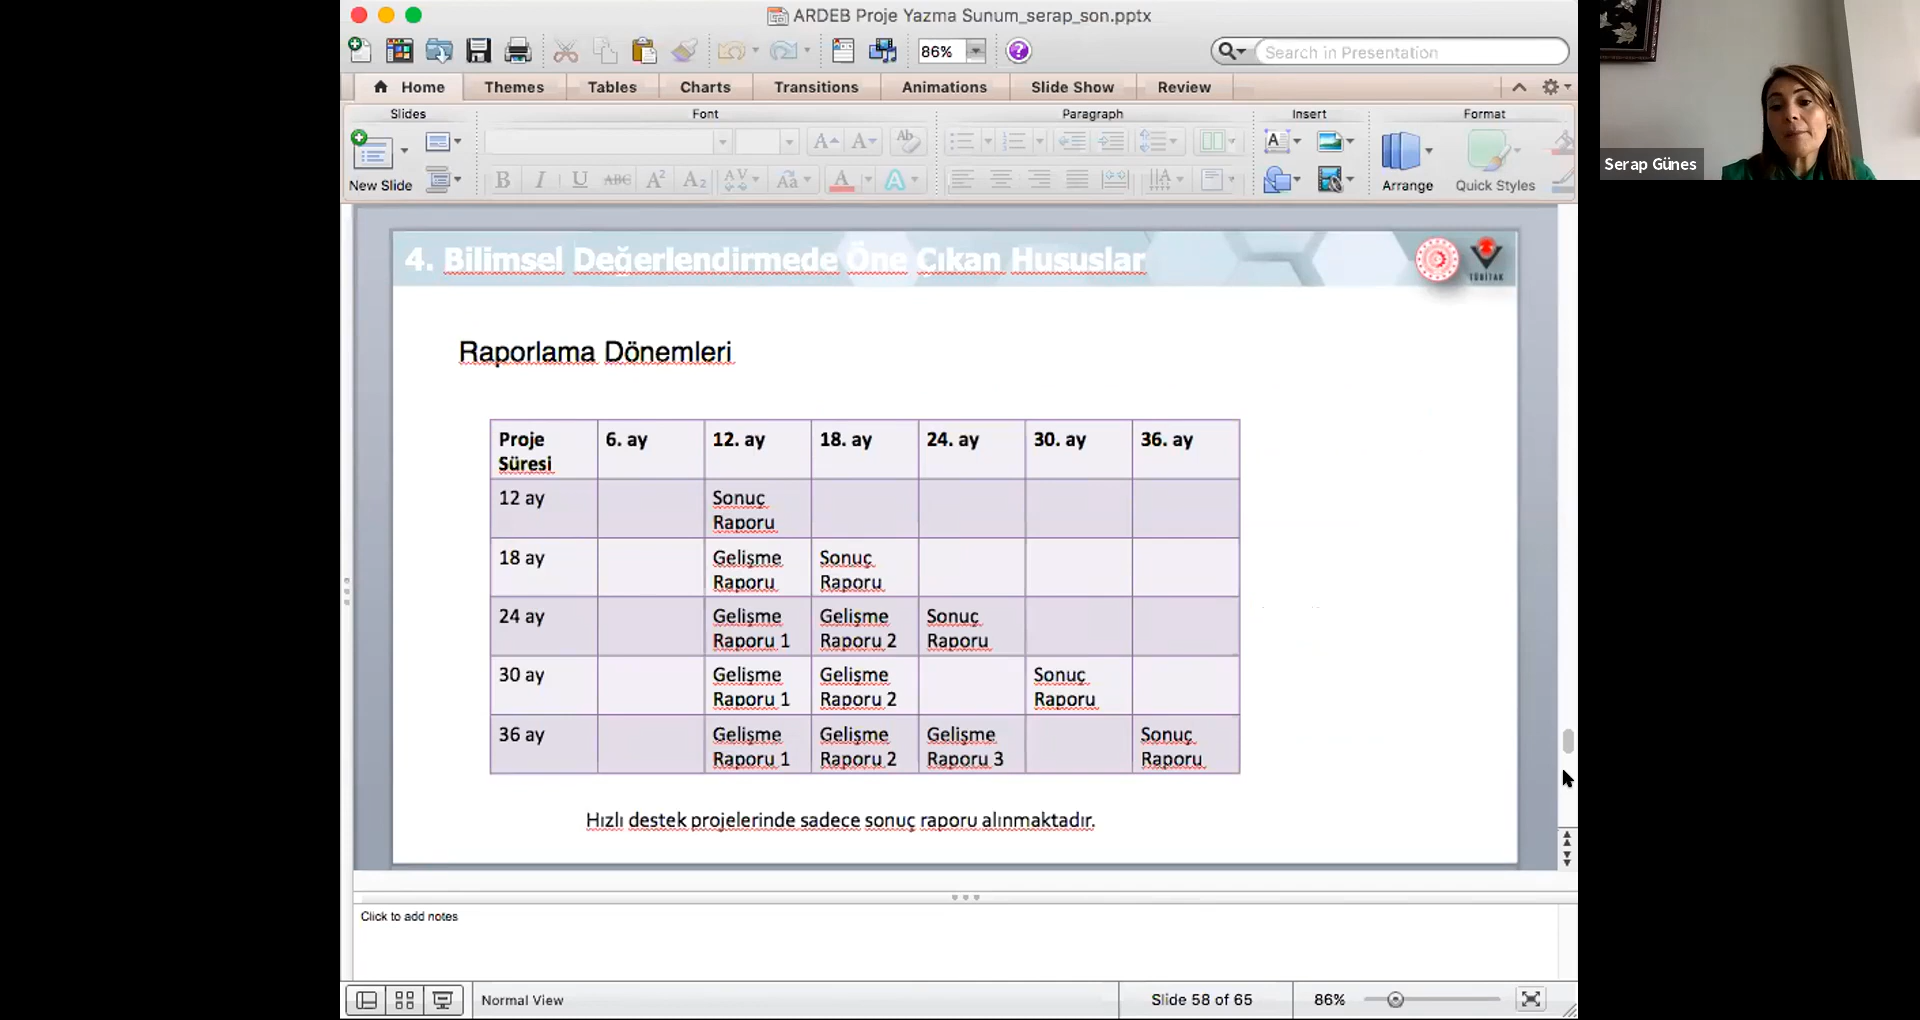 ARDEB Proje Yazma Sunum_serap_son.pptx
86%
Search in Presentation
Home Themes Tables Charts Transitions Animations Slide Show Review
Slides Font Paragraph Insert Format
New Slide
B I U ABC A² A₂ AV Aa A A
Arrange Quick Styles
Serap Günes
4. Bilimsel Değerlendirmede Öne Çıkan Hususlar
TÜBİTAK
Raporlama Dönemleri
Proje Süresi 6. ay 12. ay 18. ay 24. ay 30. ay 36. ay
12 ay Sonuç Raporu
18 ay Gelişme Raporu Sonuç Raporu
24 ay Gelişme Raporu 1 Gelişme Raporu 2 Sonuç Raporu
30 ay Gelişme Raporu 1 Gelişme Raporu 2 Sonuç Raporu
36 ay Gelişme Raporu 1 Gelişme Raporu 2 Gelişme Raporu 3 Sonuç Raporu
Hızlı destek projelerinde sadece sonuç raporu alınmaktadır.
Click to add notes
Normal View Slide 58 of 65 86%